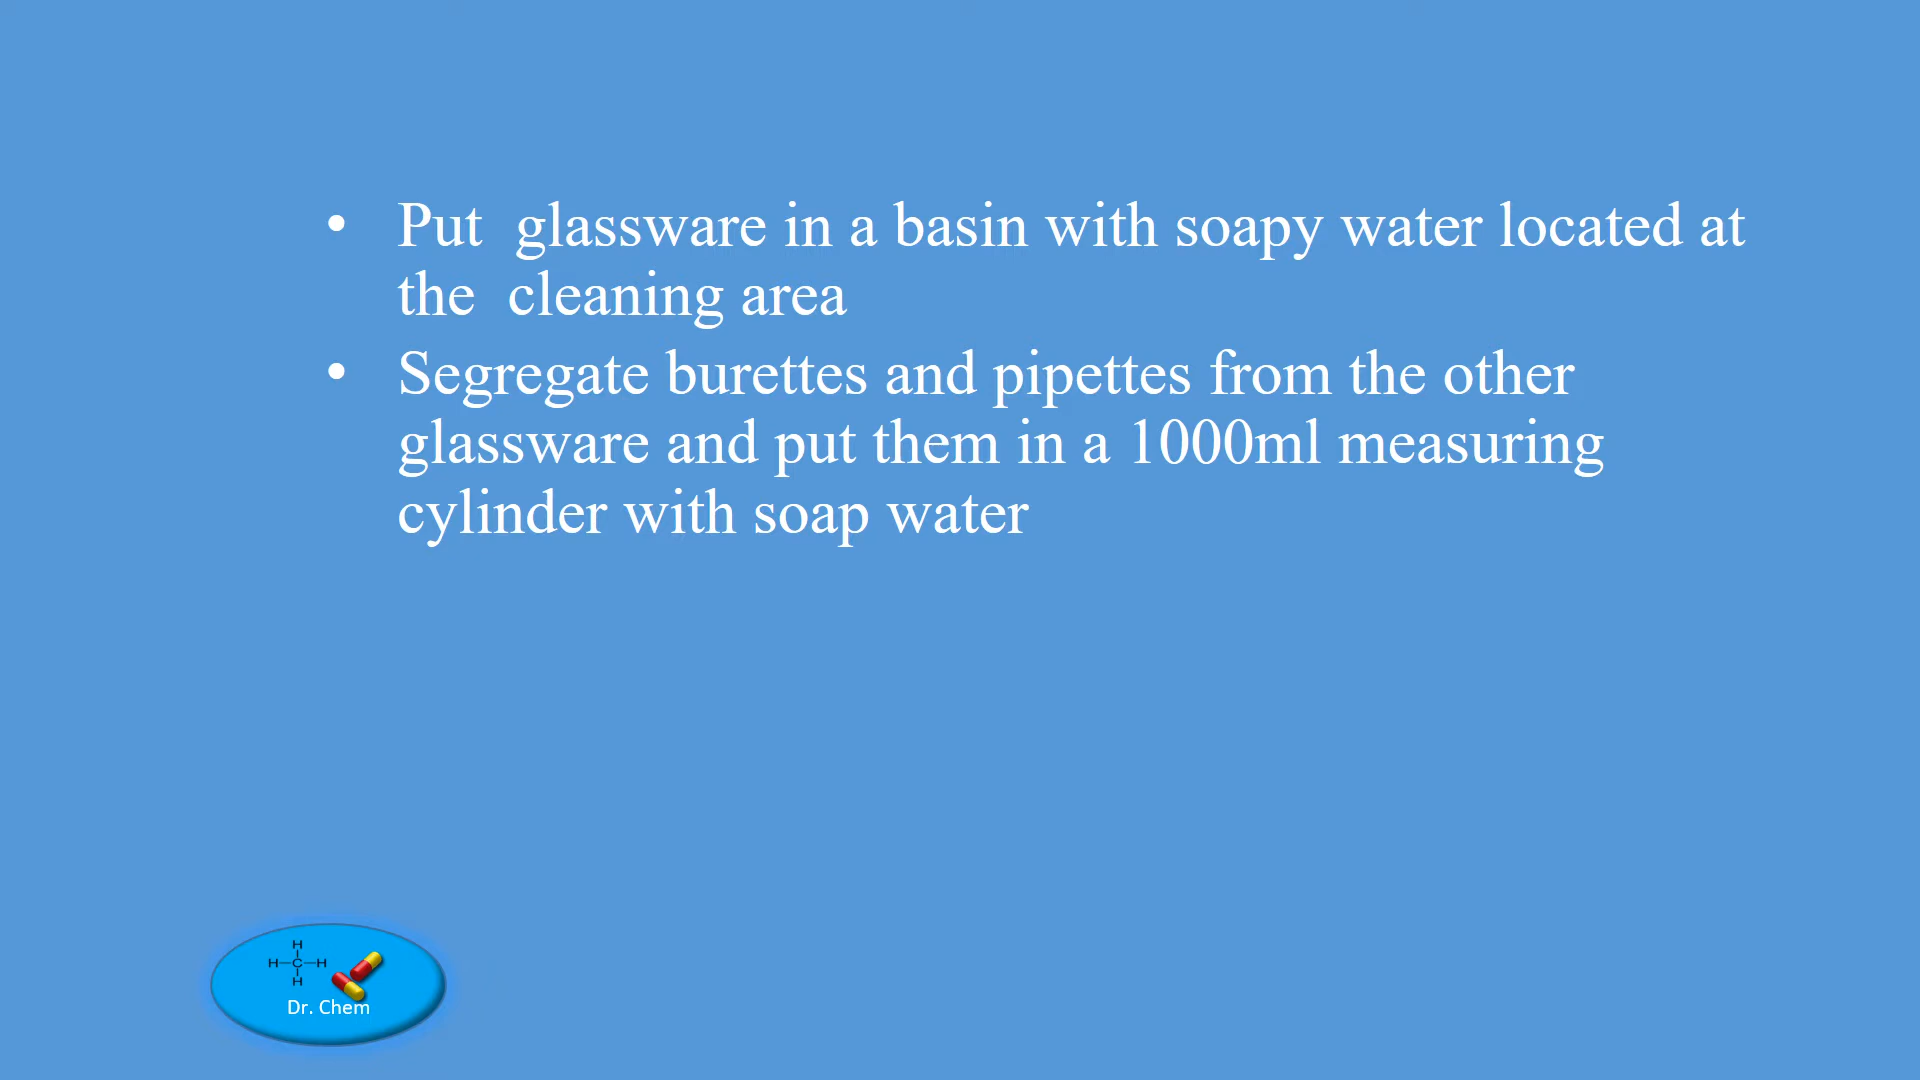 • Put  glassware in a basin with soapy water located at
the  cleaning area
• Segregate burettes and pipettes from the other
glassware and put them in a 1000ml measuring
cylinder with soap water
H
H-C-H
H
Dr. Chem